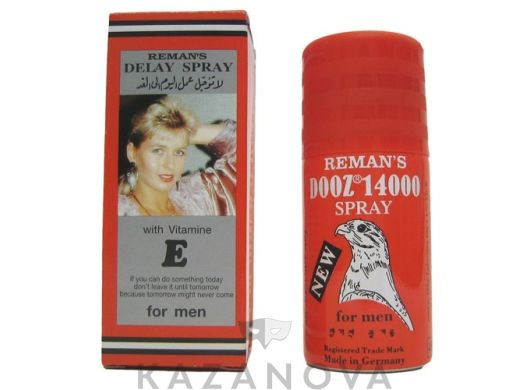 REMAN'S
DELAY SPRAY
لا تؤجل عمل اليوم الى الغد
with Vitamine
E
If you can do something today
don't leave it until tomorrow
because tomorrow might never come
for men
REMAN'S
DOOZ® 14000
SPRAY
NEW
for men
Registered Trade Mark
Made in Germany
KAZANOVA